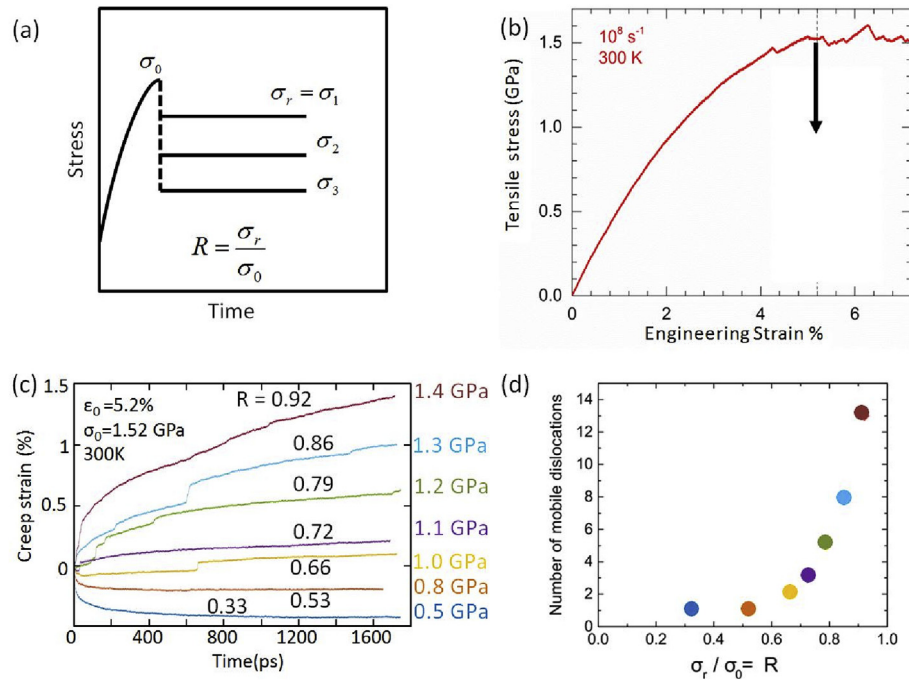 (a)
σ₀
σᵣ = σ₁
σ₂
σ₃
R = σᵣ / σ₀
Stress
Time
(b)
10⁸ s⁻¹
300 K
1.5
1.0
0.5
0.0
Tensile stress (GPa)
0 2 4 6
Engineering Strain %
(c)
1.5
1
0.5
0
Creep strain (%)
ε₀ =5.2%
σ₀=1.52 GPa
300K
R = 0.92
0.86
0.79
0.72
0.66
0.53
0.33
1.4 GPa
1.3 GPa
1.2 GPa
1.1 GPa
1.0 GPa
0.8 GPa
0.5 GPa
0 400 800 1200 1600
Time(ps)
(d)
14
12
10
8
6
4
2
0
Number of mobile dislocations
0.0 0.2 0.4 0.6 0.8 1.0
σᵣ / σ₀= R